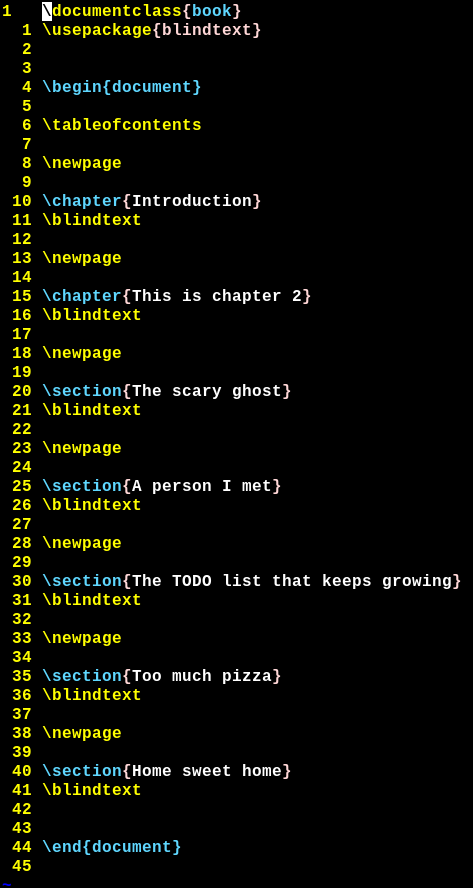 1 \documentclass{book}
1 \usepackage{blindtext}
2
3
4 \begin{document}
5
6 \tableofcontents
7
8 \newpage
9
10 \chapter{Introduction}
11 \blindtext
12
13 \newpage
14
15 \chapter{This is chapter 2}
16 \blindtext
17
18 \newpage
19
20 \section{The scary ghost}
21 \blindtext
22
23 \newpage
24
25 \section{A person I met}
26 \blindtext
27
28 \newpage
29
30 \section{The TODO list that keeps growing}
31 \blindtext
32
33 \newpage
34
35 \section{Too much pizza}
36 \blindtext
37
38 \newpage
39
40 \section{Home sweet home}
41 \blindtext
42
43
44 \end{document}
45
~